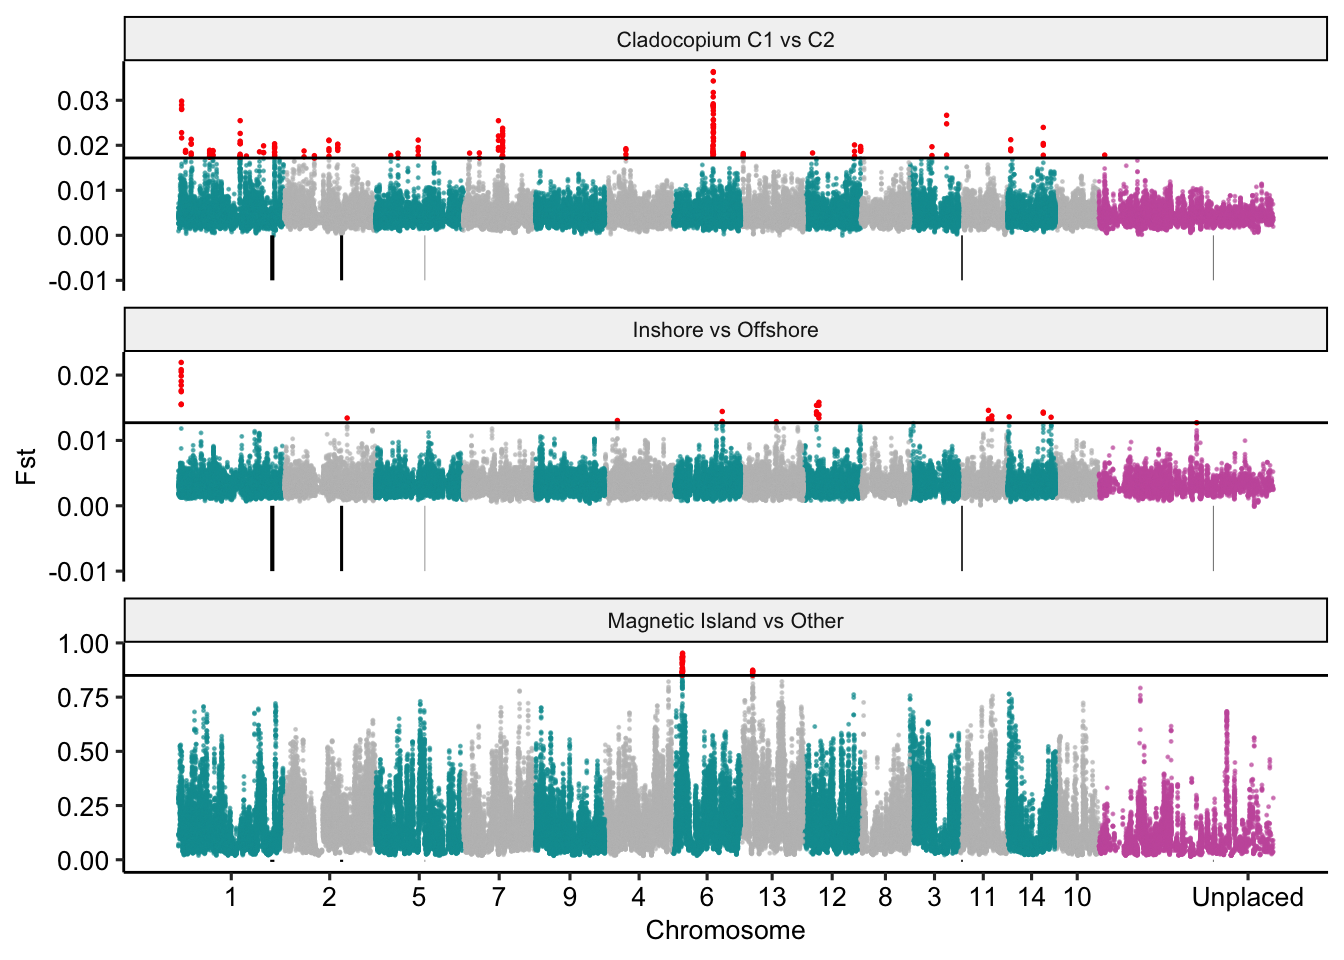 Cladocopium C1 vs C2
0.03
0.02
0.01
0.00
-0.01
Inshore vs Offshore
0.02
0.01
0.00
-0.01
Fst
Magnetic Island vs Other
1.00
0.75
0.50
0.25
0.00
1 2 5 7 9 4 6 13 12 8 3 11 14 10 Unplaced
Chromosome